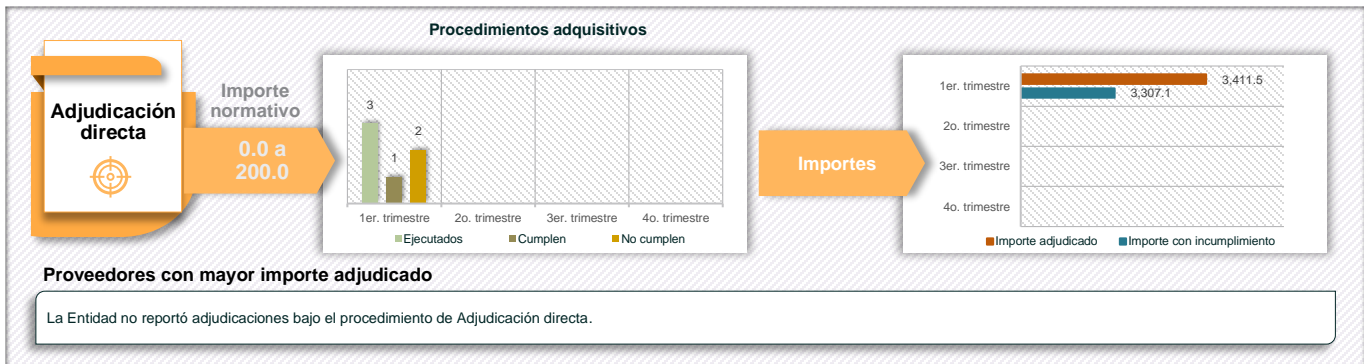 Procedimientos adquisitivos
Adjudicación
directa
Importe
normativo
0.0 a
200.0
3
1
2
1er. trimestre
2o. trimestre
3er. trimestre
4o. trimestre
Ejecutados
Cumplen
No cumplen
Importes
1er. trimestre
3,411.5
3,307.1
2o. trimestre
3er. trimestre
4o. trimestre
Importe adjudicado
Importe con incumplimiento
Proveedores con mayor importe adjudicado
La Entidad no reportó adjudicaciones bajo el procedimiento de Adjudicación directa.